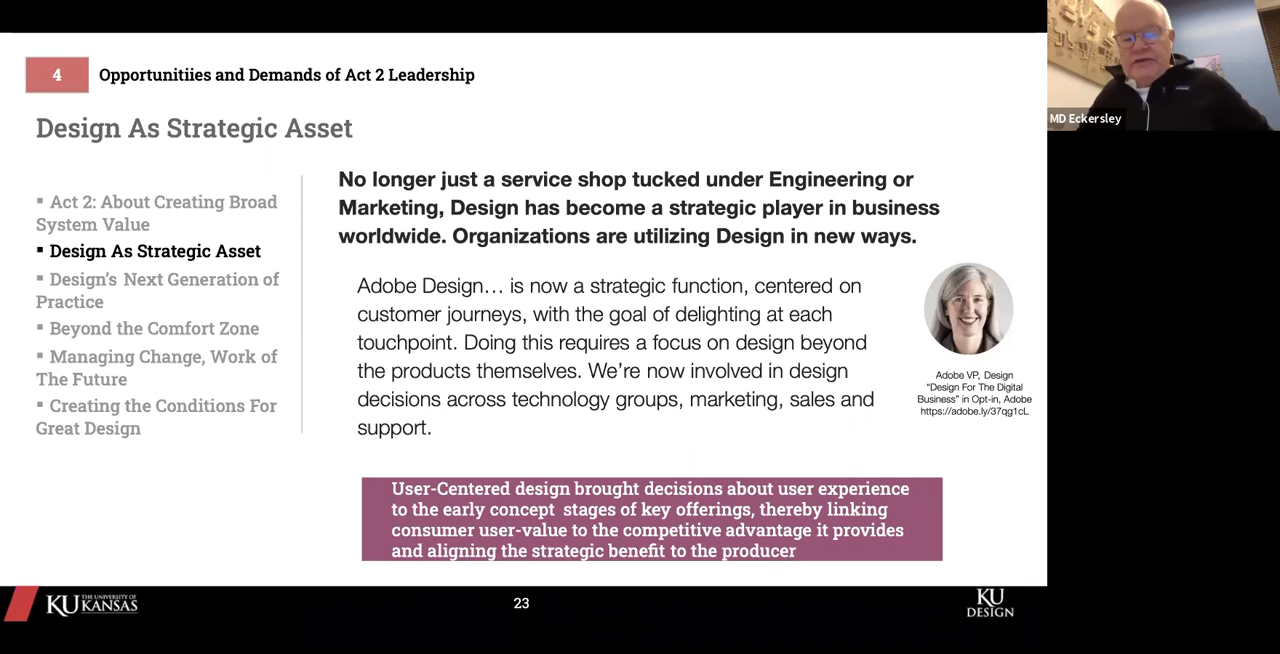 4
Opportunitiies and Demands of Act 2 Leadership
Design As Strategic Asset
▪ Act 2: About Creating Broad
System Value
▪ Design As Strategic Asset
▪ Design’s Next Generation of
Practice
▪ Beyond the Comfort Zone
▪ Managing Change, Work of
The Future
▪ Creating the Conditions For
Great Design
No longer just a service shop tucked under Engineering or
Marketing, Design has become a strategic player in business
worldwide. Organizations are utilizing Design in new ways.
Adobe Design… is now a strategic function, centered on
customer journeys, with the goal of delighting at each
touchpoint. Doing this requires a focus on design beyond
the products themselves. We’re now involved in design
decisions across technology groups, marketing, sales and
support.
Adobe VP, Design
“Design For The Digital
Business” in Opt-in, Adobe
https://adobe.ly/37qg1cL
User-Centered design brought decisions about user experience
to the early concept stages of key offerings, thereby linking
consumer user-value to the competitive advantage it provides
and aligning the strategic benefit to the producer
KU THE UNIVERSITY OF
KANSAS
23
KU
DESIGN
MD Eckersley